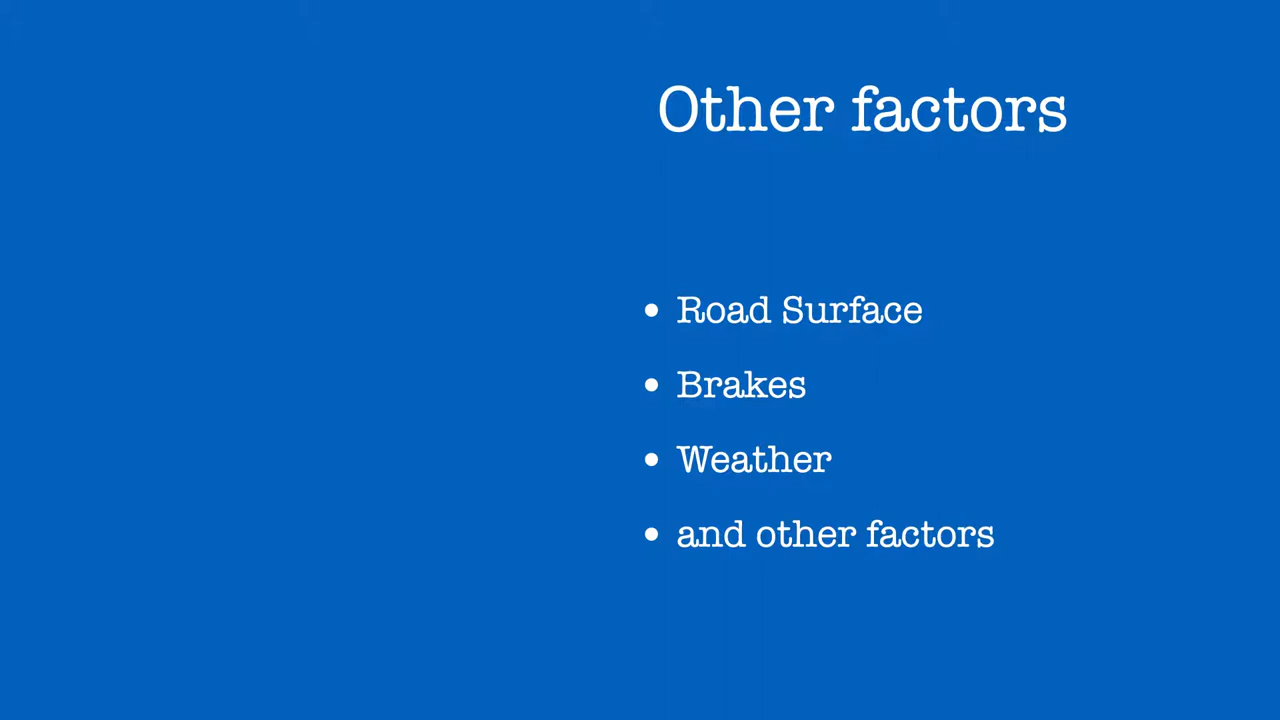 Other factors
• Road Surface
• Brakes
• Weather
• and other factors